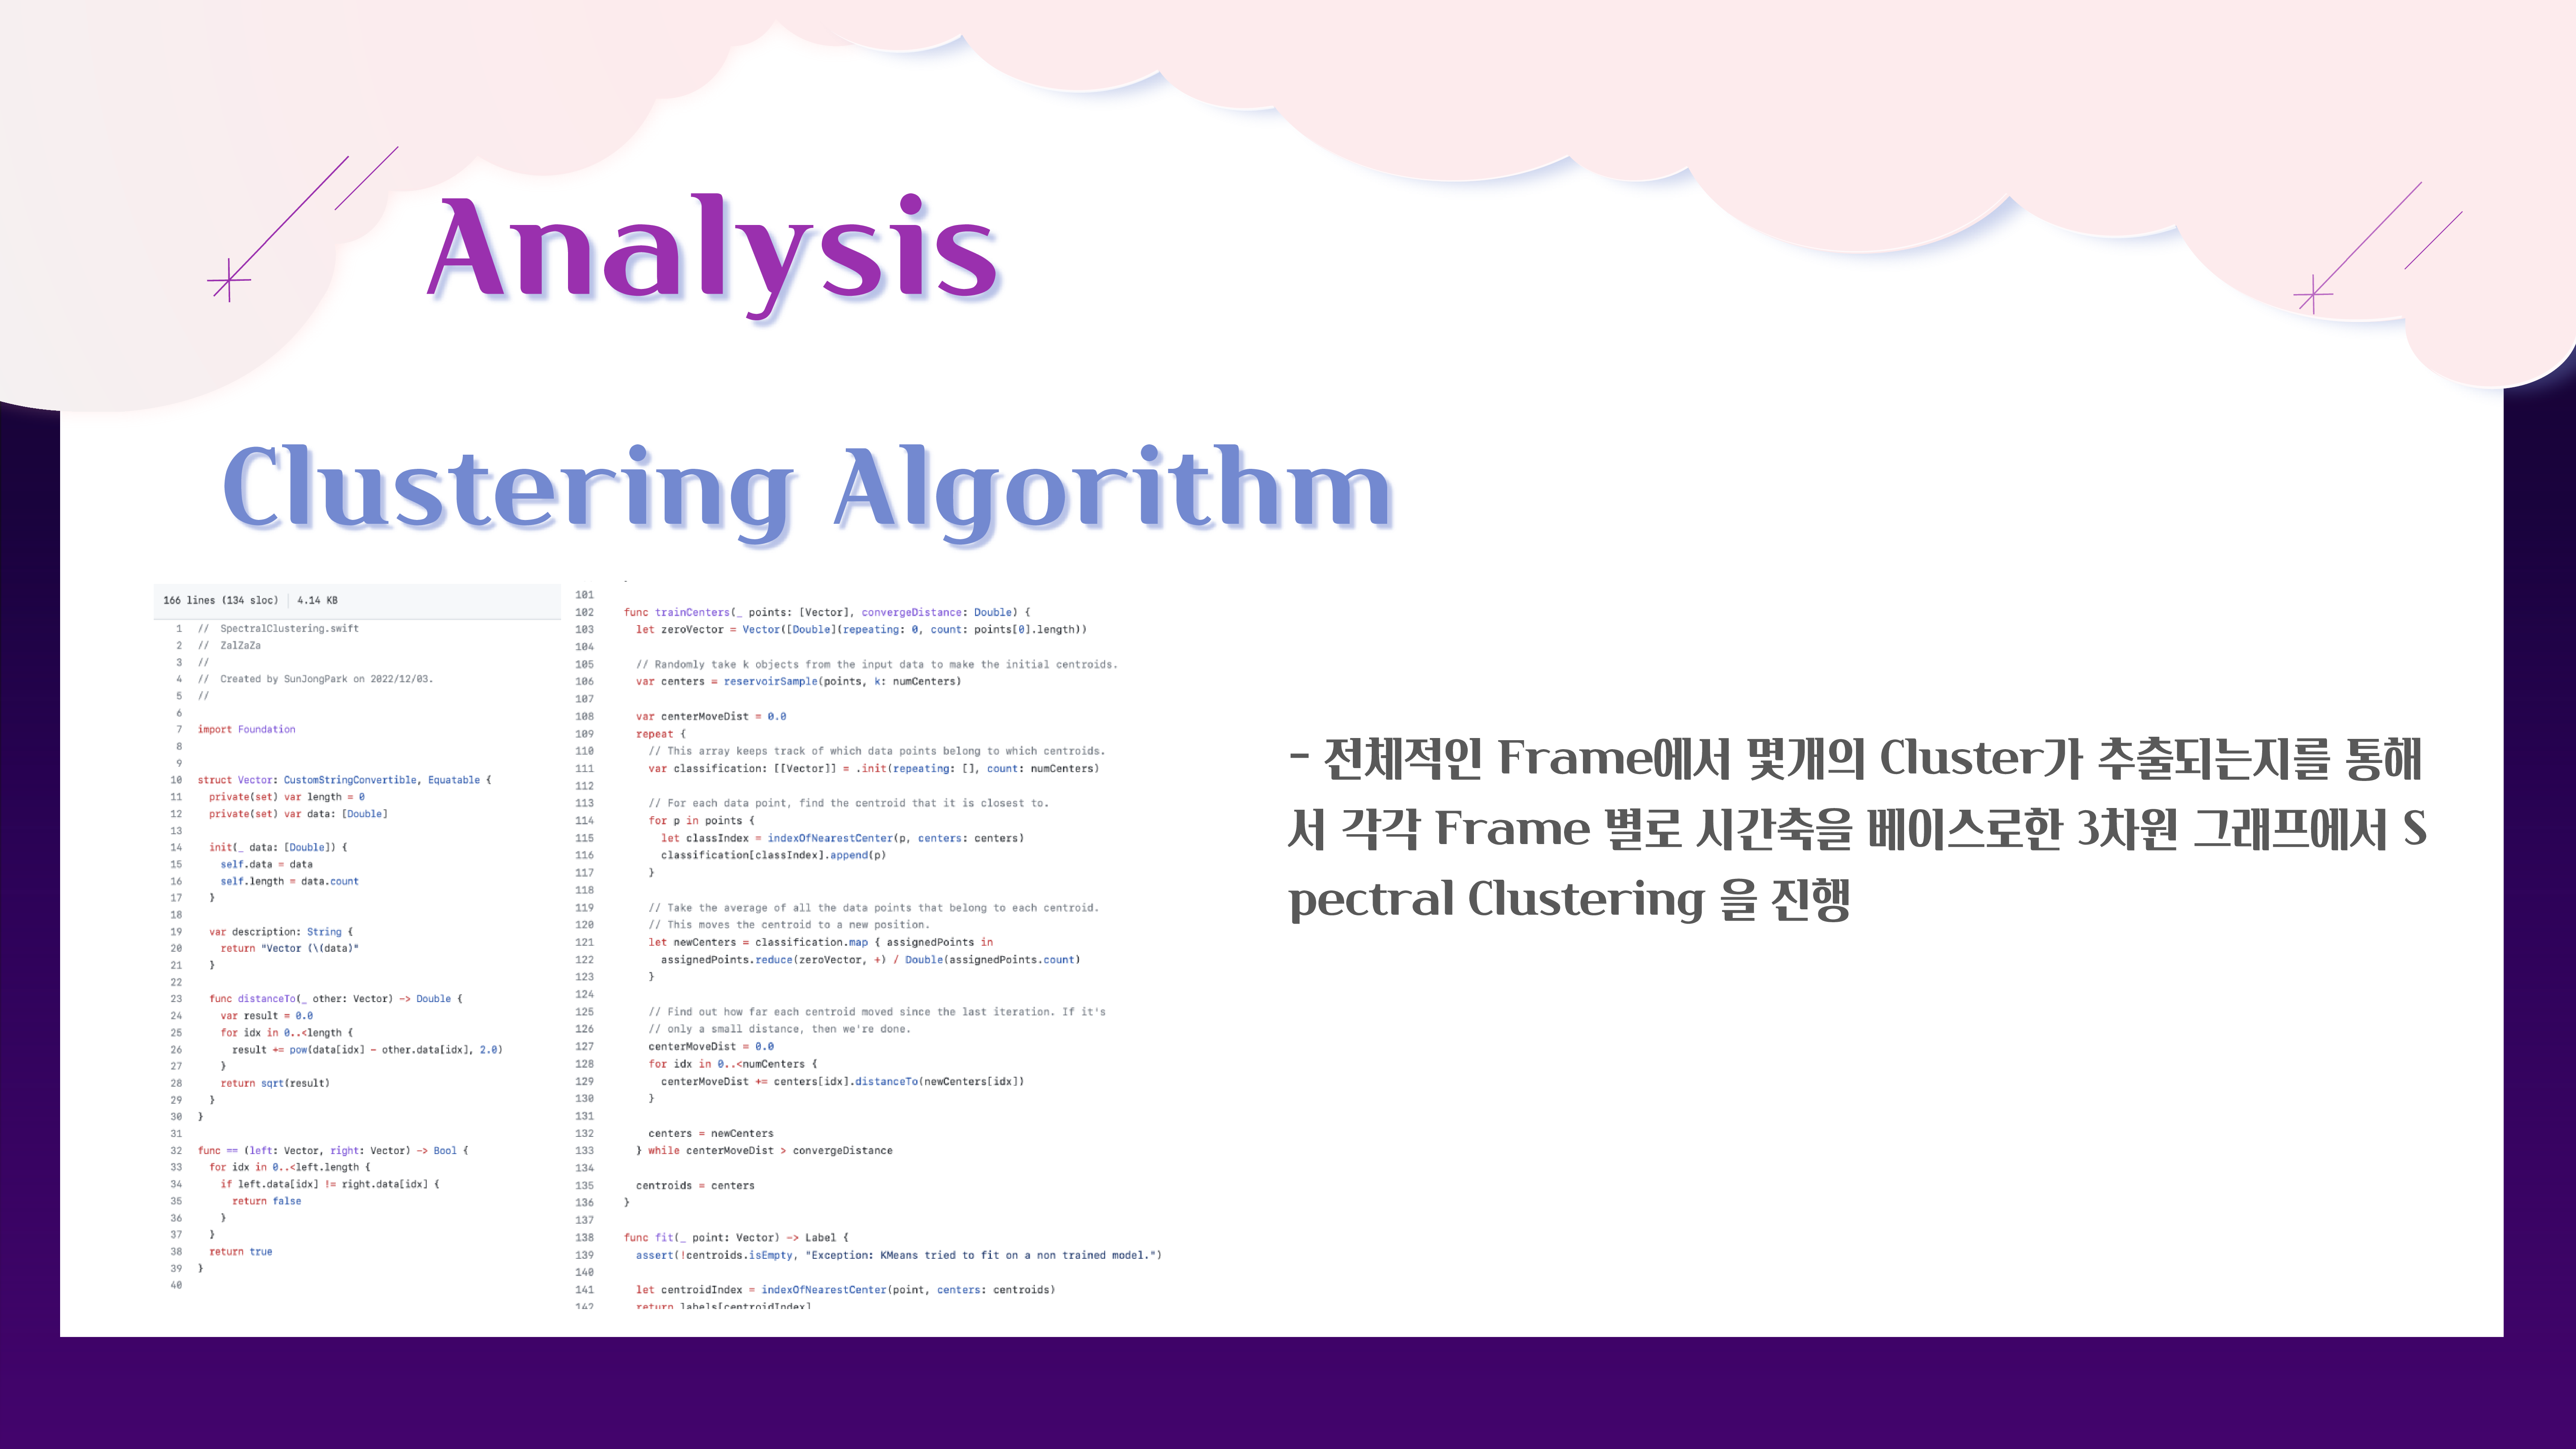 Analysis
Clustering Algorithm
166 lines (134 sloc) | 4.14 KB
1 // SpectralClustering.swift
2 // ZalZaZa
3 //
4 // Created by SunJongPark on 2022/12/03.
5 //
6
7 import Foundation
8
9
10 struct Vector: CustomStringConvertible, Equatable {
11 private(set) var length = 0
12 private(set) var data: [Double]
13
14 init(_ data: [Double]) {
15 self.data = data
16 self.length = data.count
17 }
18
19 var description: String {
20 return "Vector (\(data)"
21 }
22
23 func distanceTo(_ other: Vector) -> Double {
24 var result = 0.0
25 for idx in 0..<length {
26 result += pow(data[idx] - other.data[idx], 2.0)
27 }
28 return sqrt(result)
29 }
30 }
31
32 func == (left: Vector, right: Vector) -> Bool {
33 for idx in 0..<left.length {
34 if left.data[idx] != right.data[idx] {
35 return false
36 }
37 }
38 return true
39 }
40
101
102 func trainCenters(_ points: [Vector], convergeDistance: Double) {
103 let zeroVector = Vector([Double](repeating: 0, count: points[0].length))
104
105 // Randomly take k objects from the input data to make the initial centroids.
106 var centers = reservoirSample(points, k: numCenters)
107
108 var centerMoveDist = 0.0
109 repeat {
110 // This array keeps track of which data points belong to which centroids.
111 var classification: [[Vector]] = .init(repeating: [], count: numCenters)
112
113 // For each data point, find the centroid that it is closest to.
114 for p in points {
115 let classIndex = indexOfNearestCenter(p, centers: centers)
116 classification[classIndex].append(p)
117 }
118
119 // Take the average of all the data points that belong to each centroid.
120 // This moves the centroid to a new position.
121 let newCenters = classification.map { assignedPoints in
122 assignedPoints.reduce(zeroVector, +) / Double(assignedPoints.count)
123 }
124
125 // Find out how far each centroid moved since the last iteration. If it's
126 // only a small distance, then we're done.
127 centerMoveDist = 0.0
128 for idx in 0..<numCenters {
129 centerMoveDist += centers[idx].distanceTo(newCenters[idx])
130 }
131
132 centers = newCenters
133 } while centerMoveDist > convergeDistance
134
135 centroids = centers
136 }
137
138 func fit(_ point: Vector) -> Label {
139 assert(!centroids.isEmpty, "Exception: KMeans tried to fit on a non trained model.")
140
141 let centroidIndex = indexOfNearestCenter(point, centers: centroids)
142 return labels[centroidIndex]
- 전체적인 Frame에서 몇개의 Cluster가 추출되는지를 통해
서 각각 Frame 별로 시간축을 베이스로한 3차원 그래프에서 S
pectral Clustering 을 진행